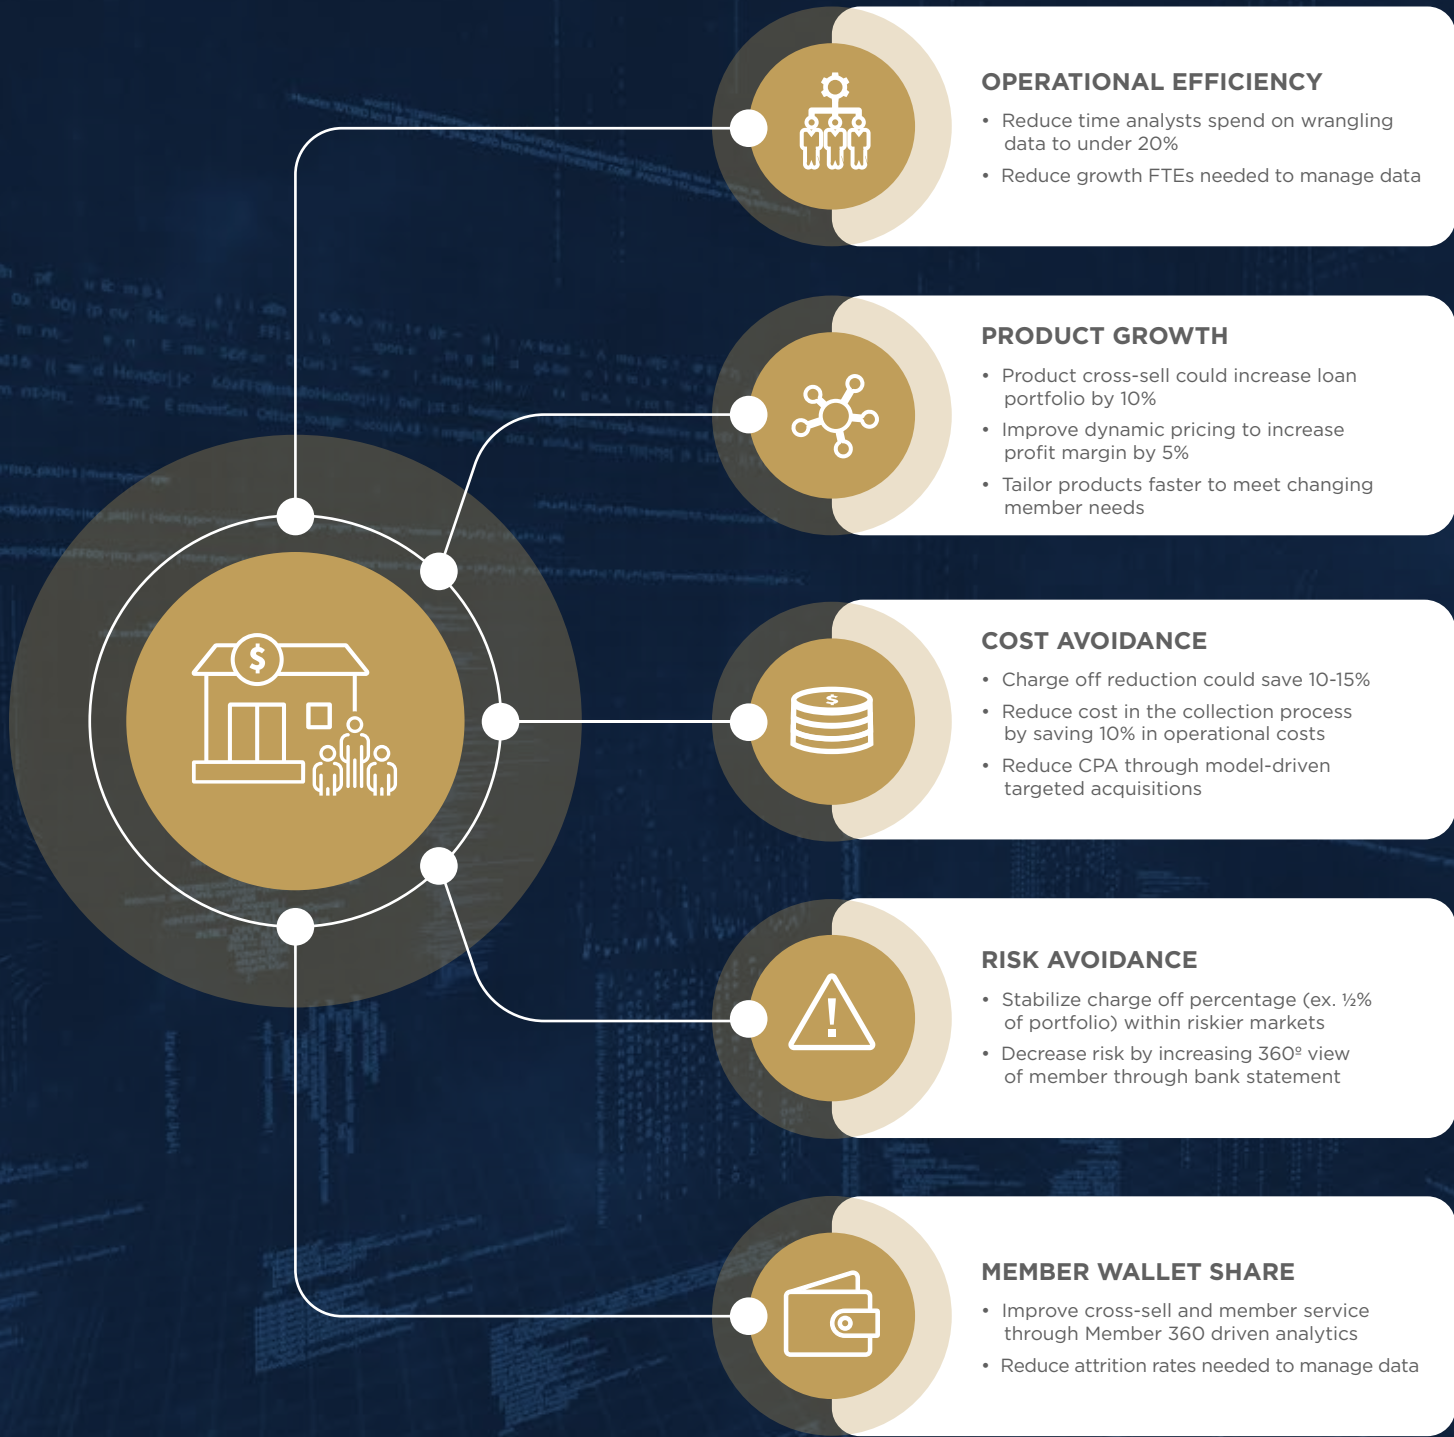 OPERATIONAL EFFICIENCY
• Reduce time analysts spend on wrangling
data to under 20%
• Reduce growth FTEs needed to manage data
PRODUCT GROWTH
• Product cross-sell could increase loan
portfolio by 10%
• Improve dynamic pricing to increase
profit margin by 5%
• Tailor products faster to meet changing
member needs
$
COST AVOIDANCE
• Charge off reduction could save 10-15%
• Reduce cost in the collection process
by saving 10% in operational costs
• Reduce CPA through model-driven
targeted acquisitions
$
RISK AVOIDANCE
• Stabilize charge off percentage (ex. ½%
of portfolio) within riskier markets
• Decrease risk by increasing 360º view
of member through bank statement
!
MEMBER WALLET SHARE
• Improve cross-sell and member service
through Member 360 driven analytics
• Reduce attrition rates needed to manage data